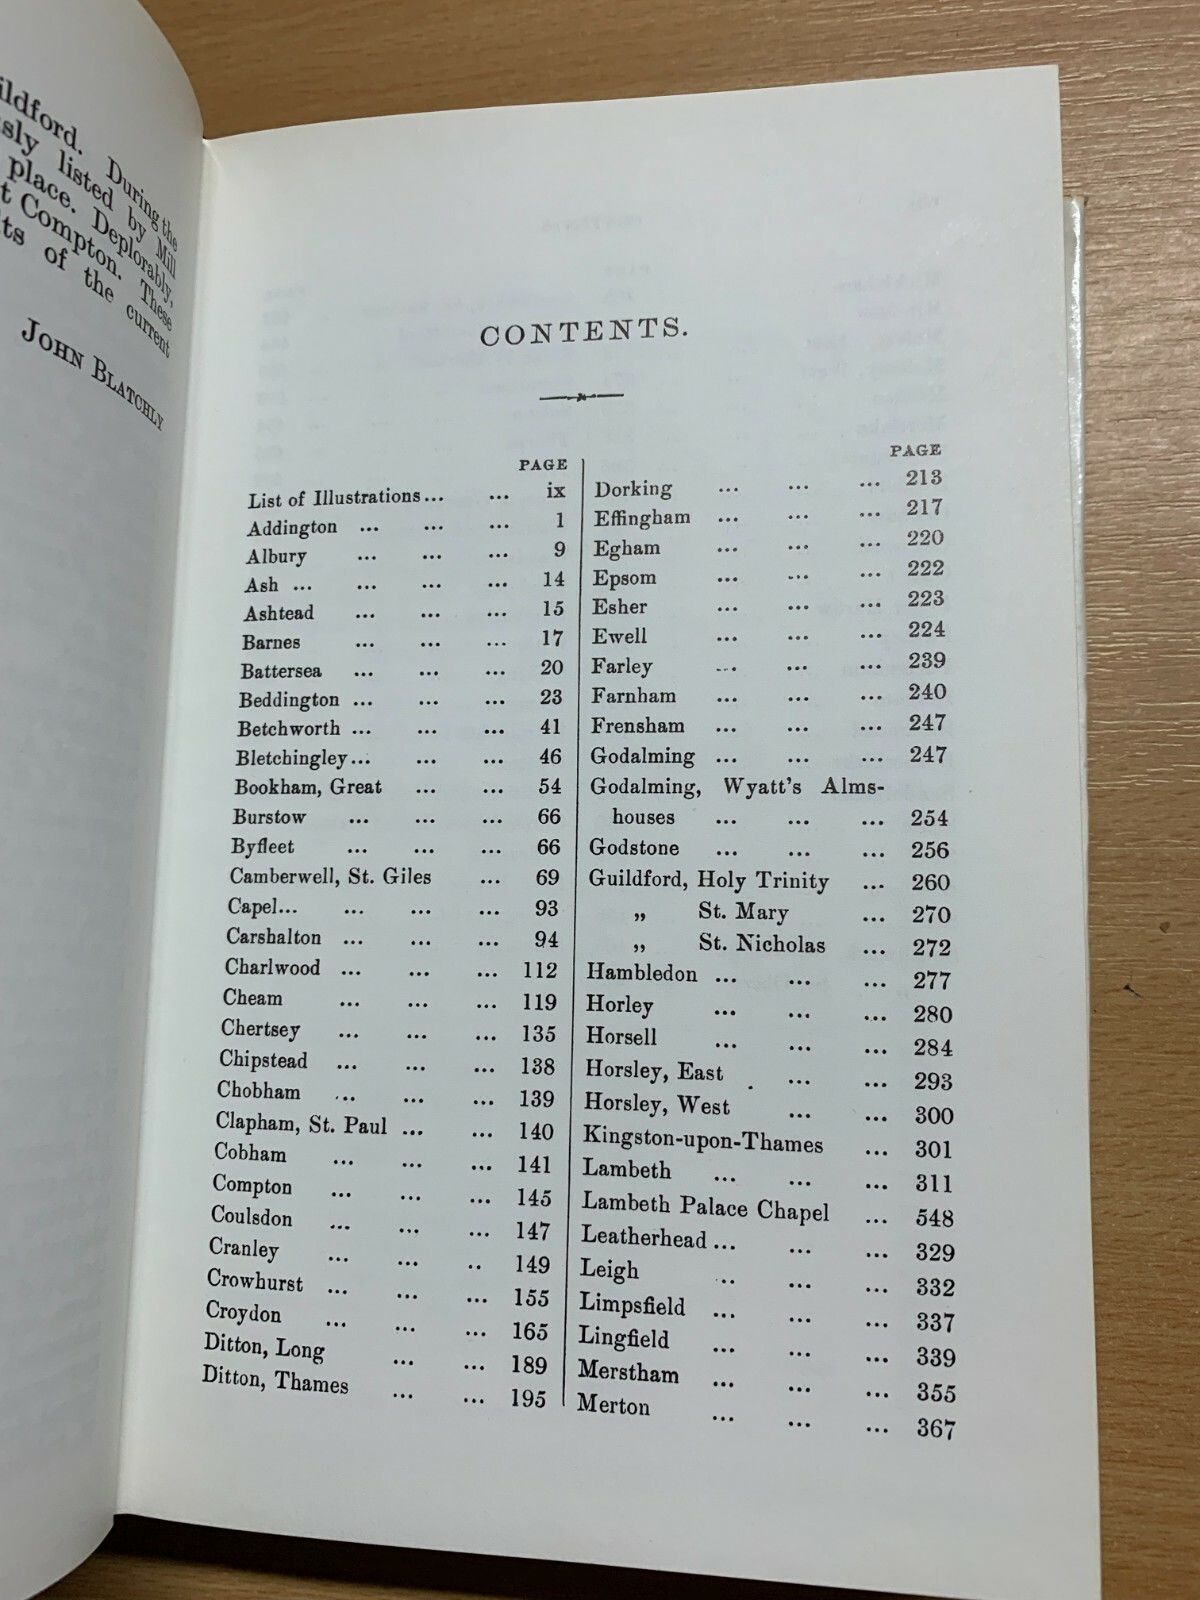 ildford. During the
sly listed by Mill
place. Deplorably,
t Compton. These
ts of the current
JOHN BLATCHLY
CONTENTS.
PAGE
List of Illustrations... ... ix
Addington ... ... ... 1
Albury ... ... ... 9
Ash ... ... ... ... 14
Ashtead ... ... ... 15
Barnes ... ... ... 17
Battersea ... ... ... 20
Beddington ... ... ... 23
Betchworth ... ... ... 41
Bletchingley... ... ... 46
Bookham, Great ... ... 54
Burstow ... ... ... 66
Byfleet ... ... ... 66
Camberwell, St. Giles ... 69
Capel... ... ... ... 93
Carshalton ... ... ... 94
Charlwood ... ... ... 112
Cheam ... ... ... 119
Chertsey ... ... ... 135
Chipstead ... ... ... 138
Chobham ... ... ... 139
Clapham, St. Paul ... ... 140
Cobham ... ... ... 141
Compton ... ... ... 145
Coulsdon ... ... ... 147
Cranley ... ... .. 149
Crowhurst ... ... ... 155
Croydon ... ... ... 165
Ditton, Long ... ... 189
Ditton, Thames ... ... 195
PAGE
Dorking ... ... ... 213
Effingham ... ... ... 217
Egham ... ... ... 220
Epsom ... ... ... 222
Esher ... ... ... 223
Ewell ... ... ... 224
Farley ... ... ... 239
Farnham ... ... ... 240
Frensham ... ... ... 247
Godalming ... ... ... 247
Godalming, Wyatt's Alms-
houses ... ... ... 254
Godstone ... ... ... 256
Guildford, Holy Trinity ... 260
„ St. Mary ... 270
„ St. Nicholas ... 272
Hambledon ... ... ... 277
Horley ... ... ... 280
Horsell ... ... ... 284
Horsley, East ... ... 293
Horsley, West ... ... 300
Kingston-upon-Thames ... 301
Lambeth ... ... ... 311
Lambeth Palace Chapel ... 548
Leatherhead ... ... ... 329
Leigh .. ... ... 332
Limpsfield ... ... ... 337
Lingfield ... ... ... 339
Merstham ... ... ... 355
Merton ... ... ... 367